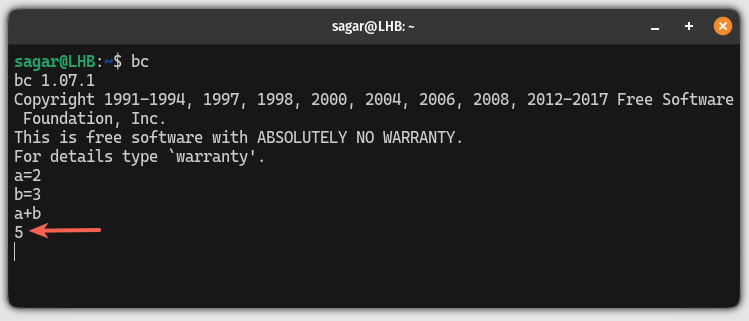 sagar@LHB: ~
sagar@LHB:~$ bc
bc 1.07.1
Copyright 1991-1994, 1997, 1998, 2000, 2004, 2006, 2008, 2012-2017 Free Software
Foundation, Inc.
This is free software with ABSOLUTELY NO WARRANTY.
For details type `warranty'.
a=2
b=3
a+b
5